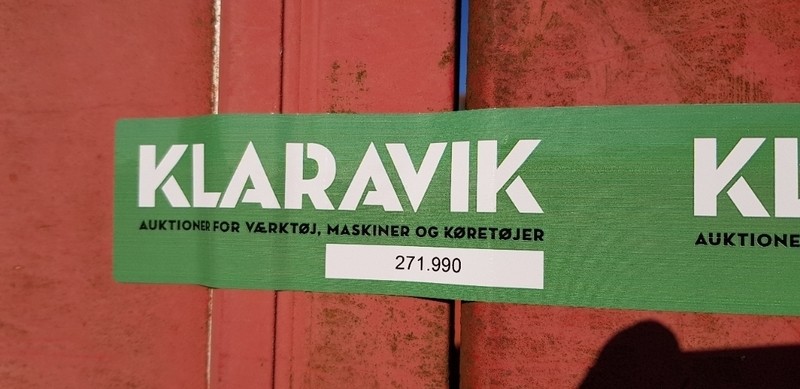 KLARAVIK
AUKTIONER FOR VÆRKTØJ, MASKINER OG KØRETØJER
271.990
KL
AUKTIONE